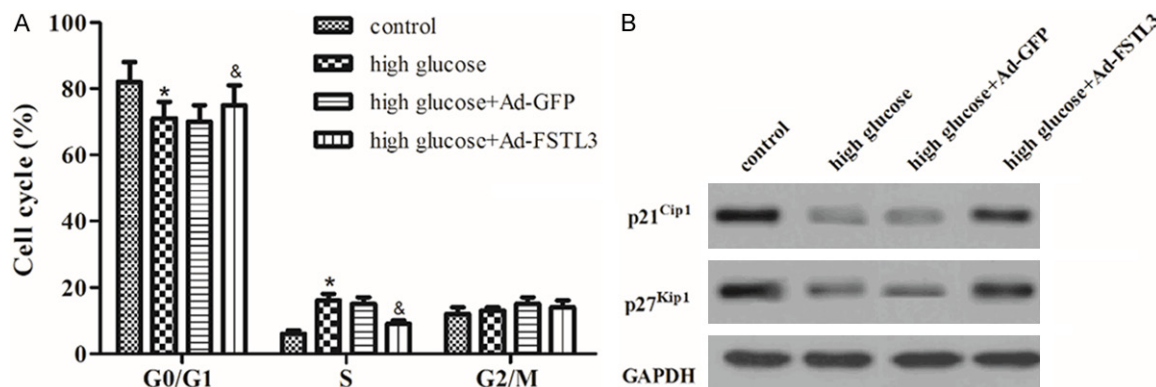 A
100
80
60
40
20
0
Cell cycle (%)
control
high glucose
high glucose+Ad-GFP
high glucose+Ad-FSTL3
*
&
*
&
G0/G1 S G2/M
B
control high glucose high glucose+Ad-GFP high glucose+Ad-FSTL3
p21Cip1
p27Kip1
GAPDH